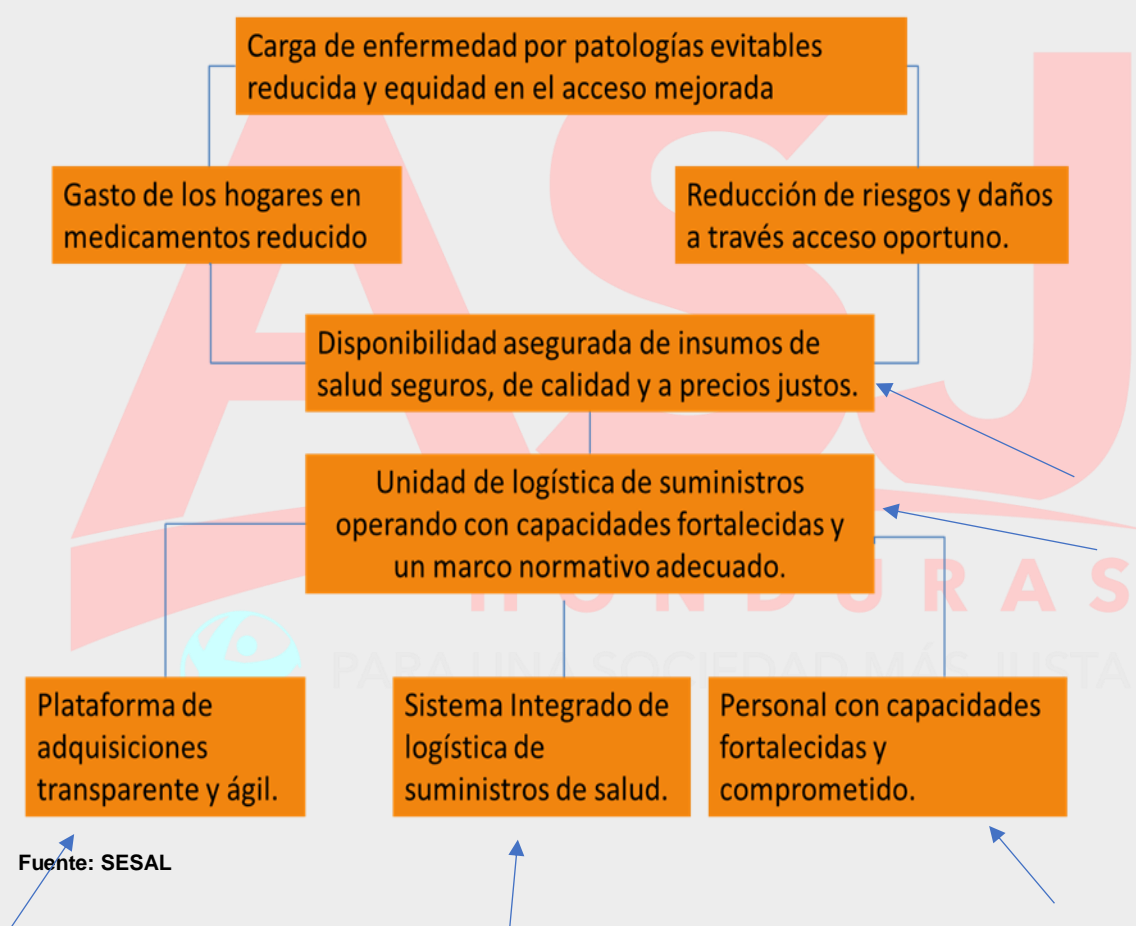 Carga de enfermedad por patologías evitables
reducida y equidad en el acceso mejorada
Gasto de los hogares en
medicamentos reducido
Reducción de riesgos y daños
a través acceso oportuno.
Disponibilidad asegurada de insumos de
salud seguros, de calidad y a precios justos.
Unidad de logística de suministros
operando con capacidades fortalecidas y
un marco normativo adecuado.
HONDURAS
PARA UNA SOCIEDAD MÁS JUSTA
Plataforma de
adquisiciones
transparente y ágil.
Sistema Integrado de
logística de
suministros de salud.
Personal con capacidades
fortalecidas y
comprometido.
Fuente: SESAL
ASJ